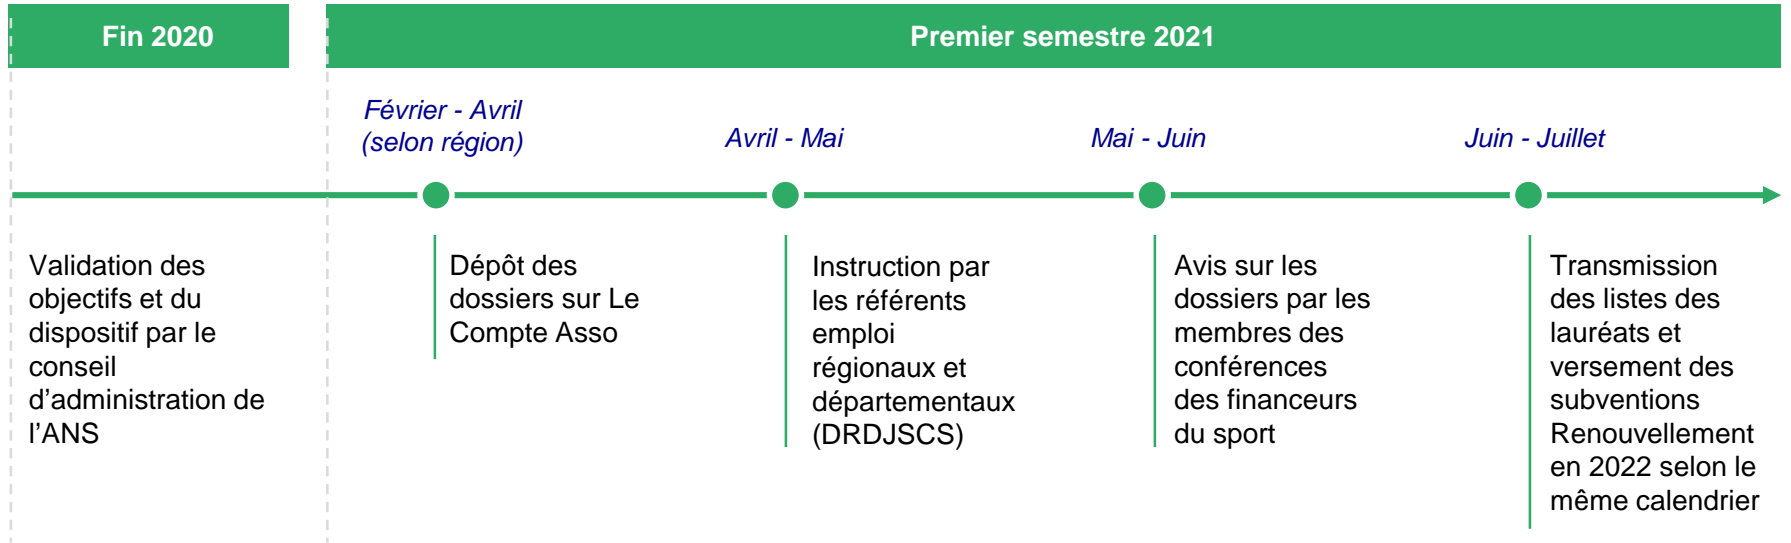 Fin 2020
Premier semestre 2021
Février - Avril
(selon région)
Avril - Mai
Mai - Juin
Juin - Juillet
Validation des
objectifs et du
dispositif par le
conseil
d’administration de
l’ANS
Dépôt des
dossiers sur Le
Compte Asso
Instruction par
les référents
emploi
régionaux et
départementaux
(DRDJSCS)
Avis sur les
dossiers par les
membres des
conférences
des financeurs
du sport
Transmission
des listes des
lauréats et
versement des
subventions
Renouvellement
en 2022 selon le
même calendrier